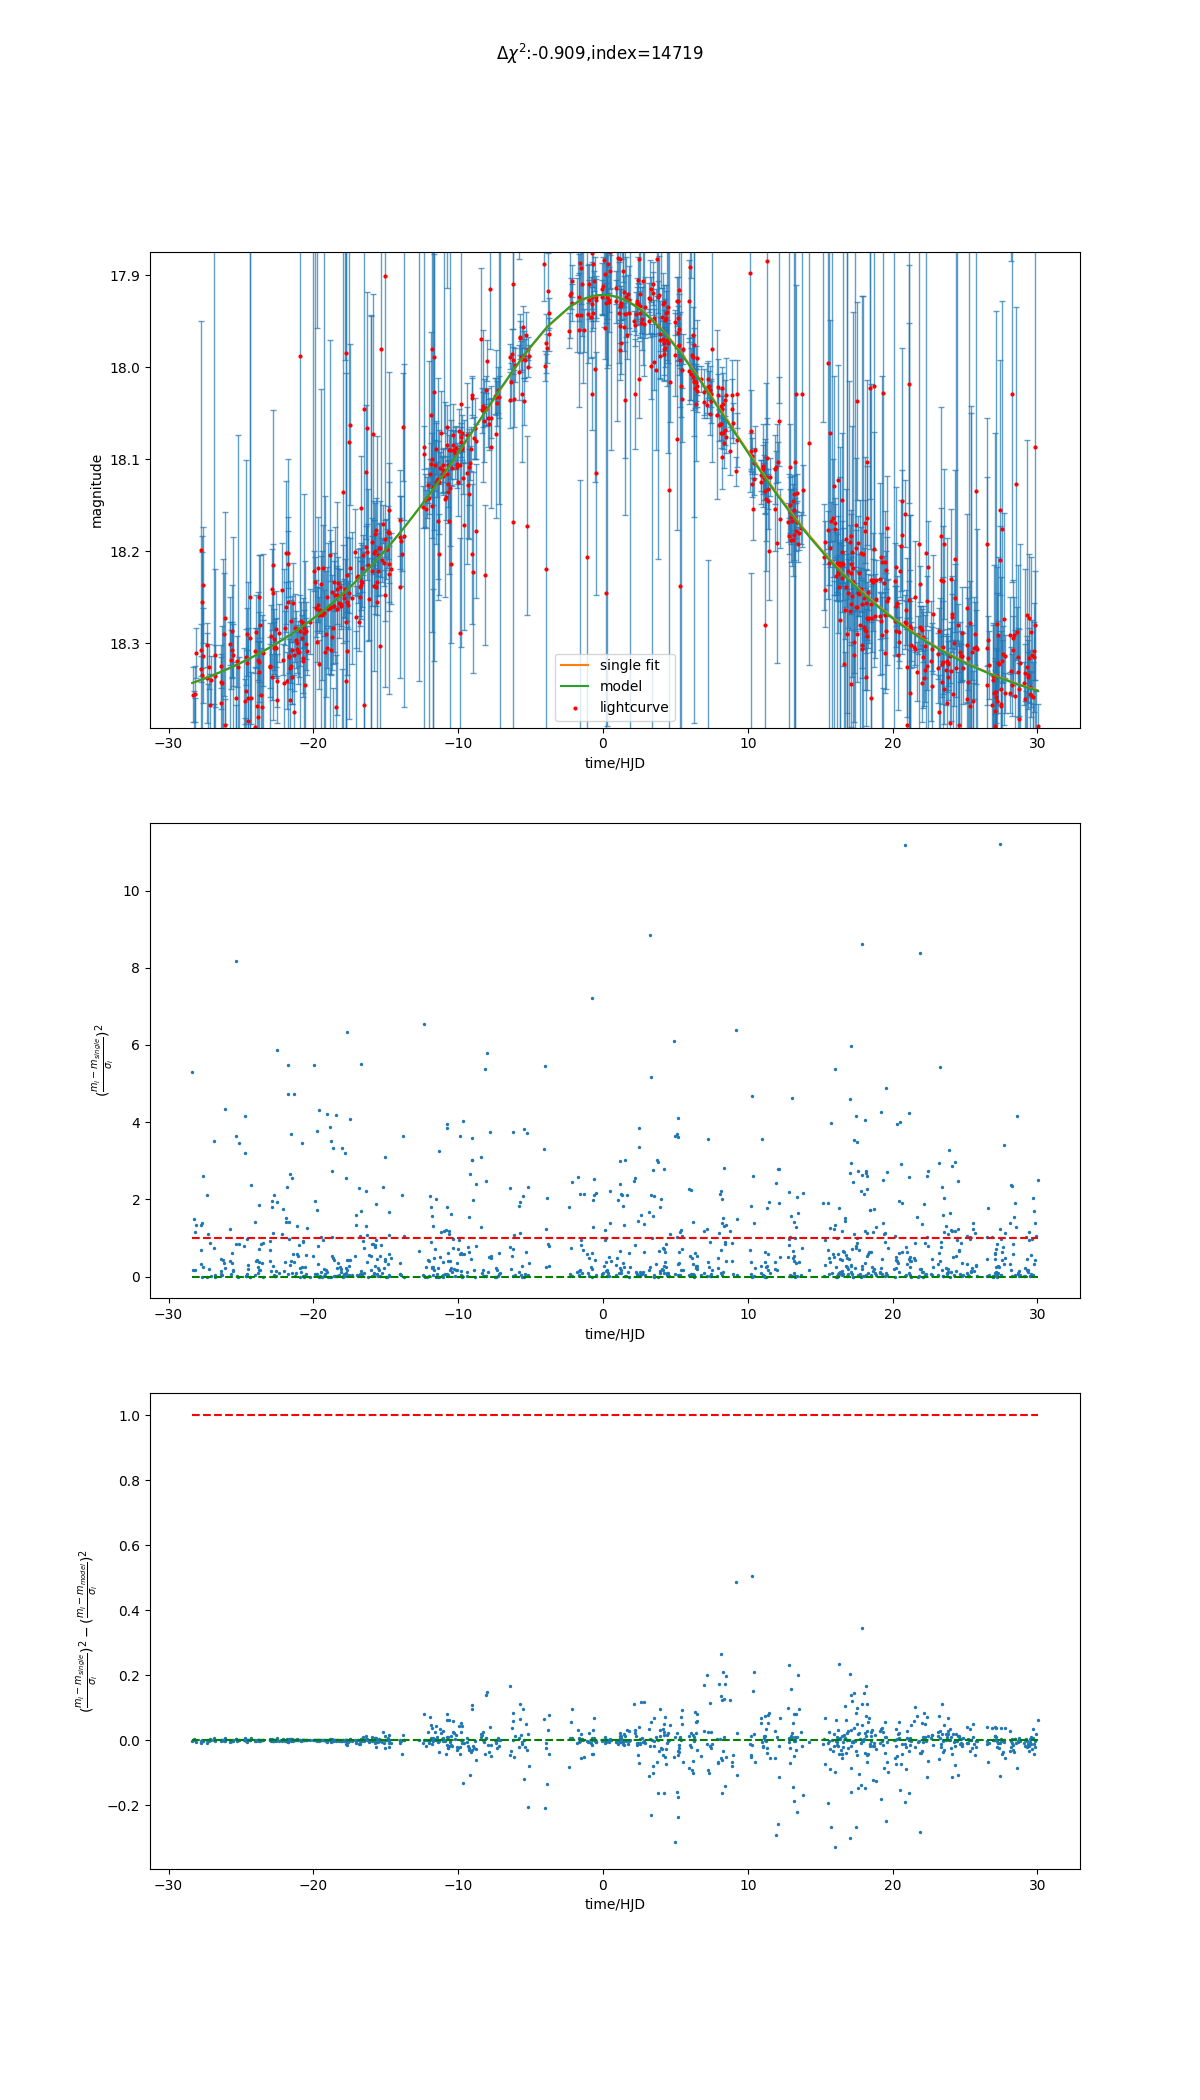 Δχ²:-0.909,index=14719
17.9
18.0
18.1
18.2
18.3
magnitude
single fit
model
lightcurve
−30 −20 −10 0 10 20 30
time/HJD
10
8
6
4
2
0
(\frac{m_i − m_{single}}{σ_i})²
−30 −20 −10 0 10 20 30
time/HJD
1.0
0.8
0.6
0.4
0.2
0.0
−0.2
(\frac{m_i − m_{single}}{σ_i})² − (\frac{m_i − m_{model}}{σ_i})²
−30 −20 −10 0 10 20 30
time/HJD